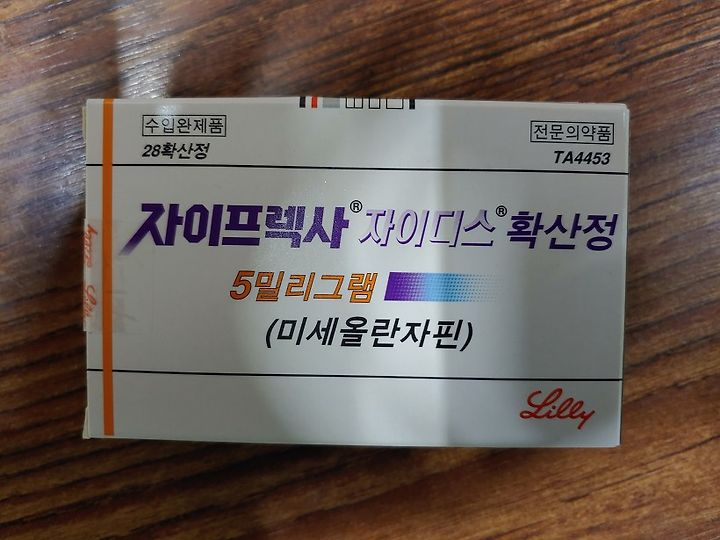 수입완제품
전문의약품
28확산정
TA4453
자이프렉사® 자이디스® 확산정
5밀리그램
(미세올란자핀)
Lilly
Lilly